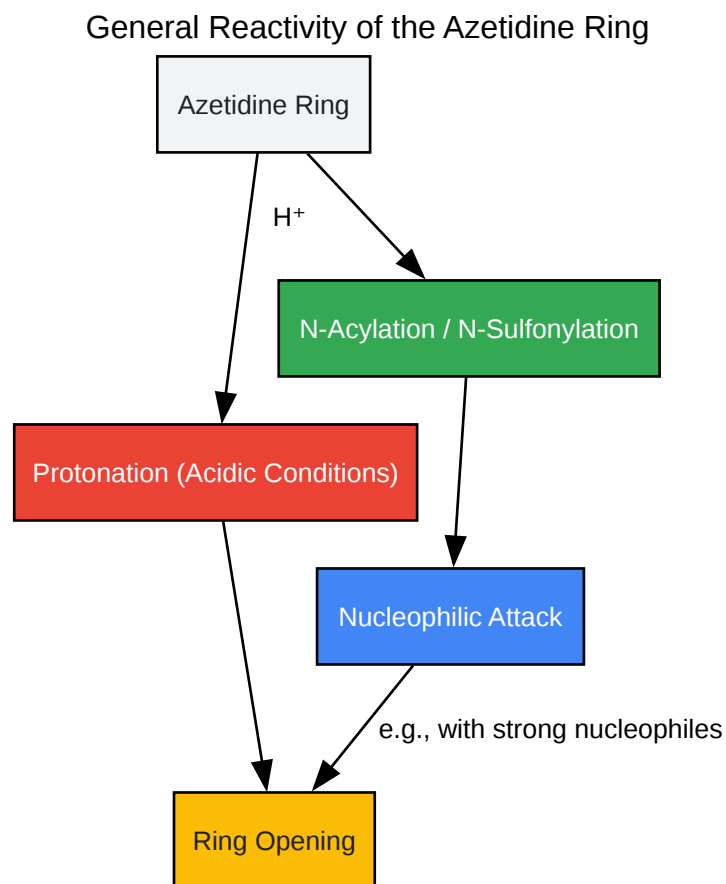 General Reactivity of the Azetidine Ring
Azetidine Ring
H⁺
N-Acylation / N-Sulfonylation
Protonation (Acidic Conditions)
Nucleophilic Attack
e.g., with strong nucleophiles
Ring Opening